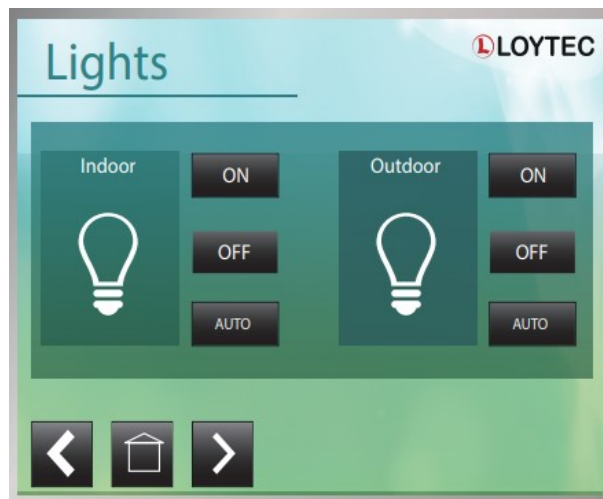 Lights
LOYTEC
Indoor
ON
OFF
AUTO
Outdoor
ON
OFF
AUTO